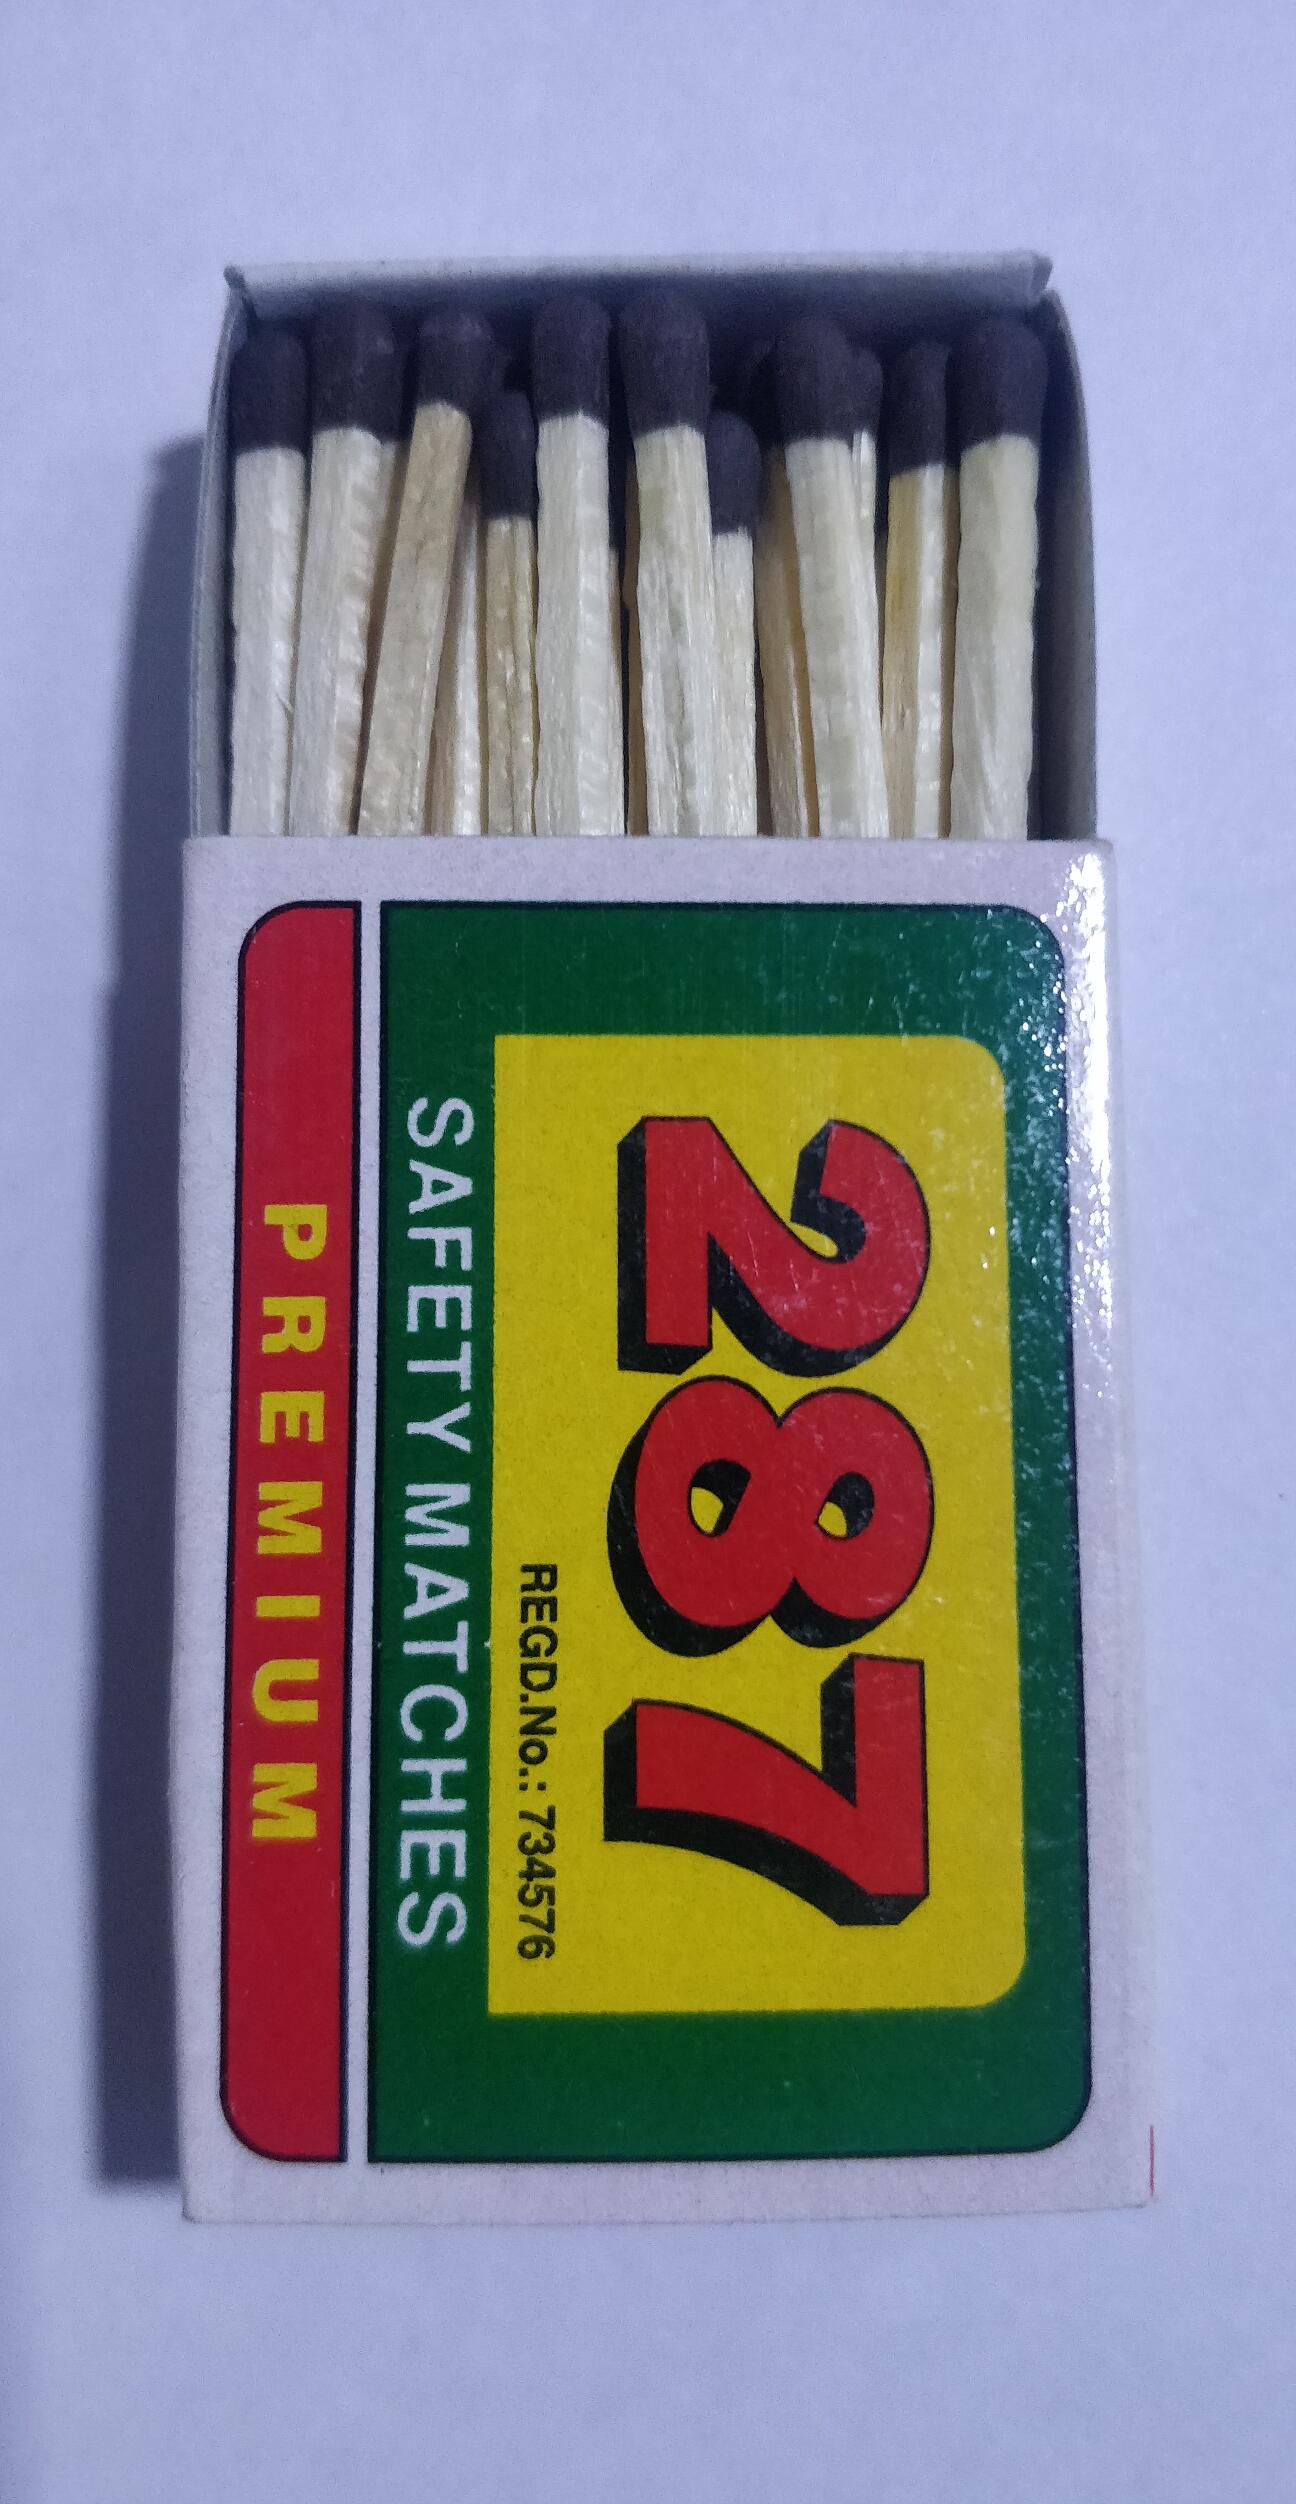 287
REGD.No.: 734576
SAFETY MATCHES
PREMIUM